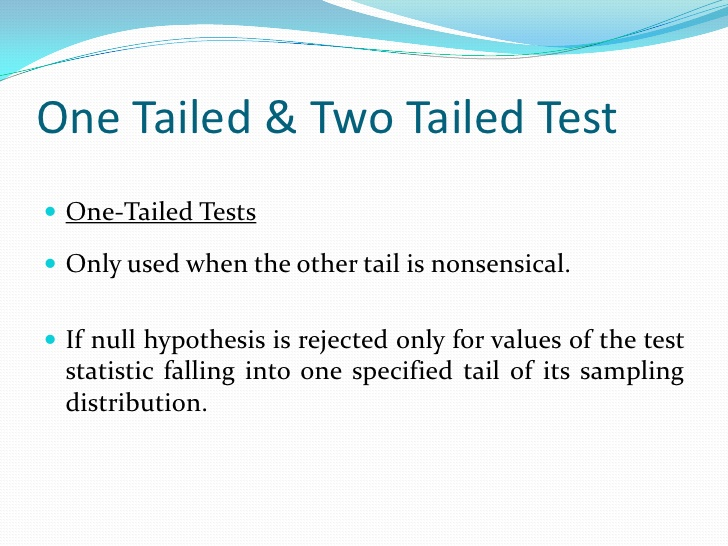 One Tailed & Two Tailed Test
• One-Tailed Tests
• Only used when the other tail is nonsensical.
• If null hypothesis is rejected only for values of the test
statistic falling into one specified tail of its sampling
distribution.